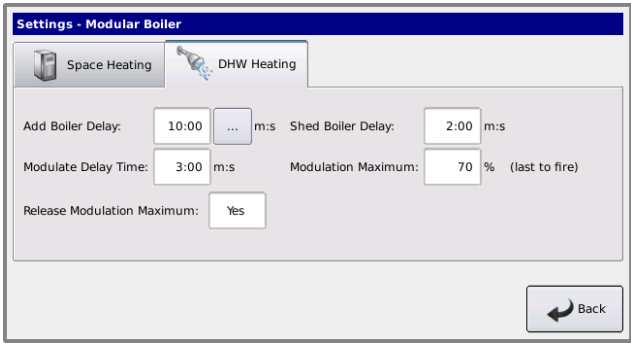 Settings - Modular Boiler
Space Heating DHW Heating
Add Boiler Delay: 10:00 ... m:s Shed Boiler Delay: 2:00 m:s
Modulate Delay Time: 3:00 m:s Modulation Maximum: 70 % (last to fire)
Release Modulation Maximum: Yes
Back